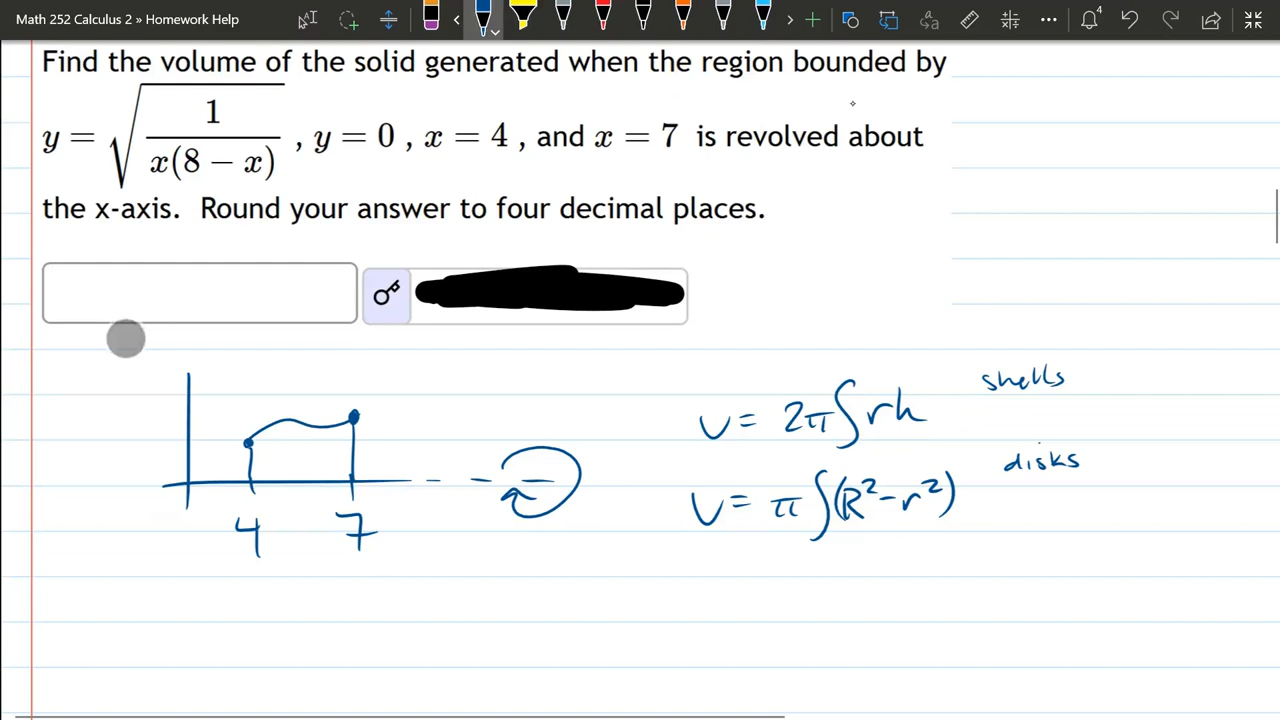 Math 252 Calculus 2 » Homework Help
4
Find the volume of the solid generated when the region bounded by
y = √(1/(x(8 − x))) , y = 0 , x = 4 , and x = 7 is revolved about
the x-axis. Round your answer to four decimal places.
shells
V = 2π∫rh
disks
V = π∫(R²-r²)
4 7